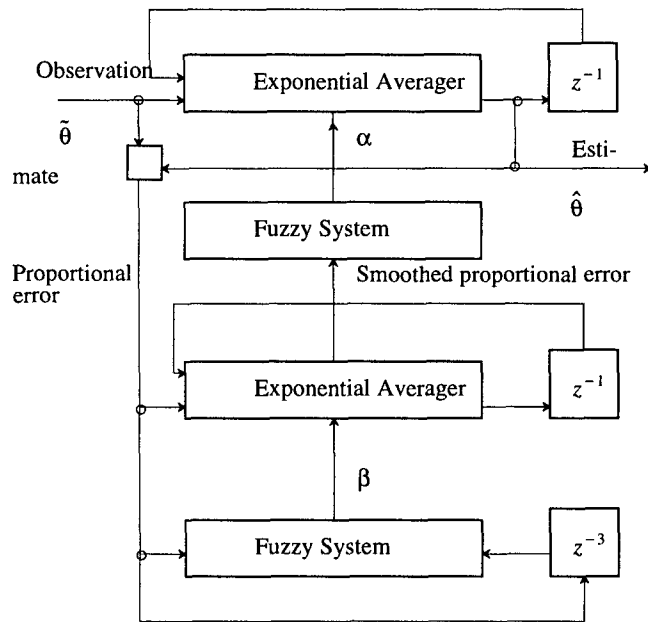 Observation
Exponential Averager
z⁻¹
θ̃
α
Esti-
mate
θ̂
Fuzzy System
Proportional
error
Smoothed proportional error
Exponential Averager
z⁻¹
β
Fuzzy System
z⁻³